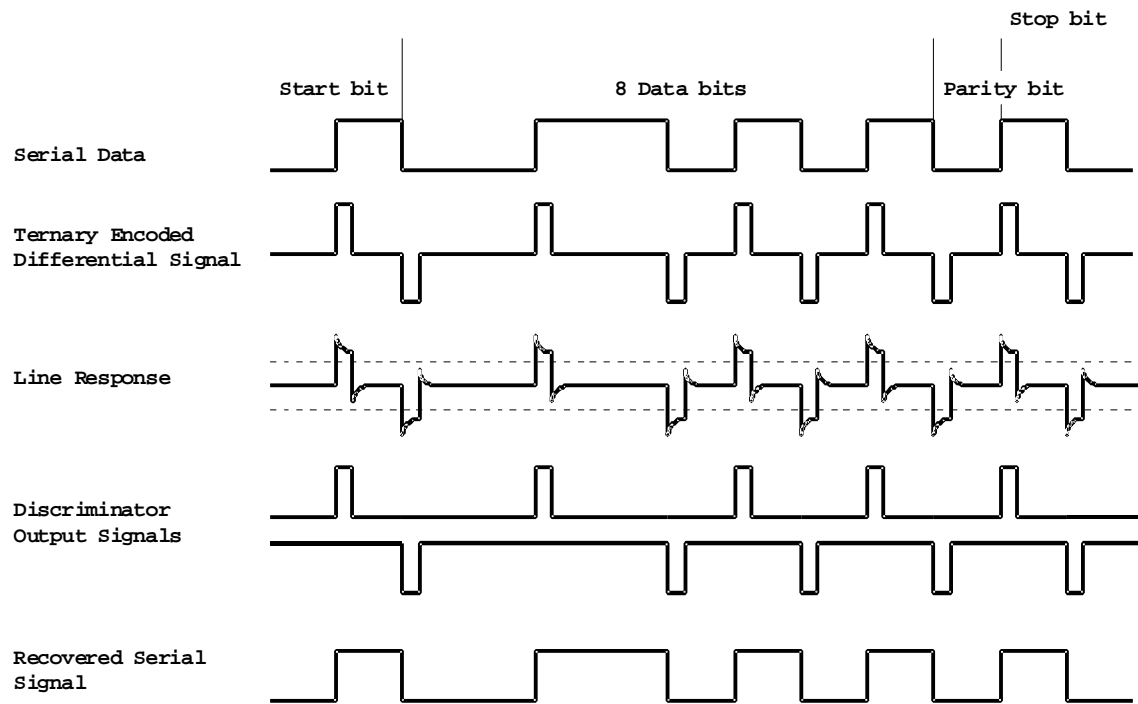 Stop bit
Start bit
8 Data bits
Parity bit
Serial Data
Ternary Encoded
Differential Signal
Line Response
Discriminator
Output Signals
Recovered Serial
Signal